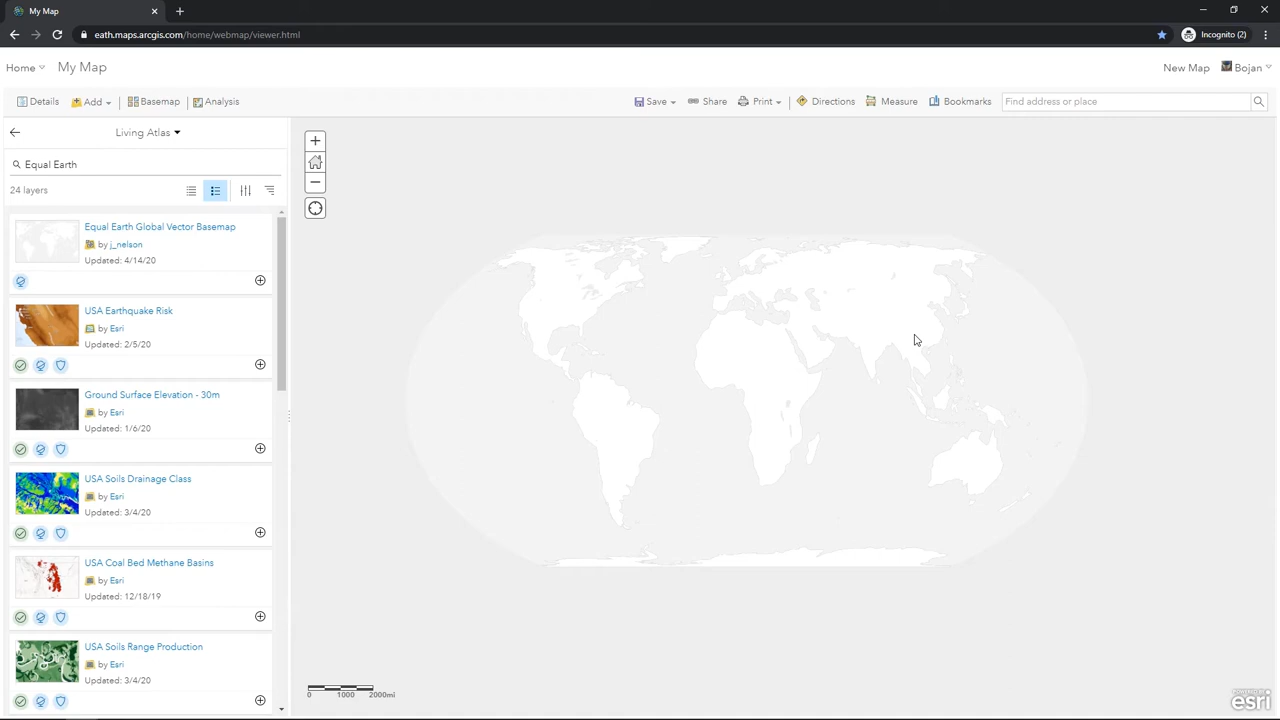 My Map
eath.maps.arcgis.com/home/webmap/viewer.html
Incognito (2)
Home My Map New Map Bojan
Details Add Basemap Analysis Save Share Print Directions Measure Bookmarks Find address or place
Living Atlas
Equal Earth
24 layers
Equal Earth Global Vector Basemap
by j_nelson
Updated: 4/14/20
USA Earthquake Risk
by Esri
Updated: 2/5/20
Ground Surface Elevation - 30m
by Esri
Updated: 1/6/20
USA Soils Drainage Class
by Esri
Updated: 3/4/20
USA Coal Bed Methane Basins
by Esri
Updated: 12/18/19
USA Soils Range Production
by Esri
Updated: 3/4/20
0 1000 2000mi
POWERED BY
esri